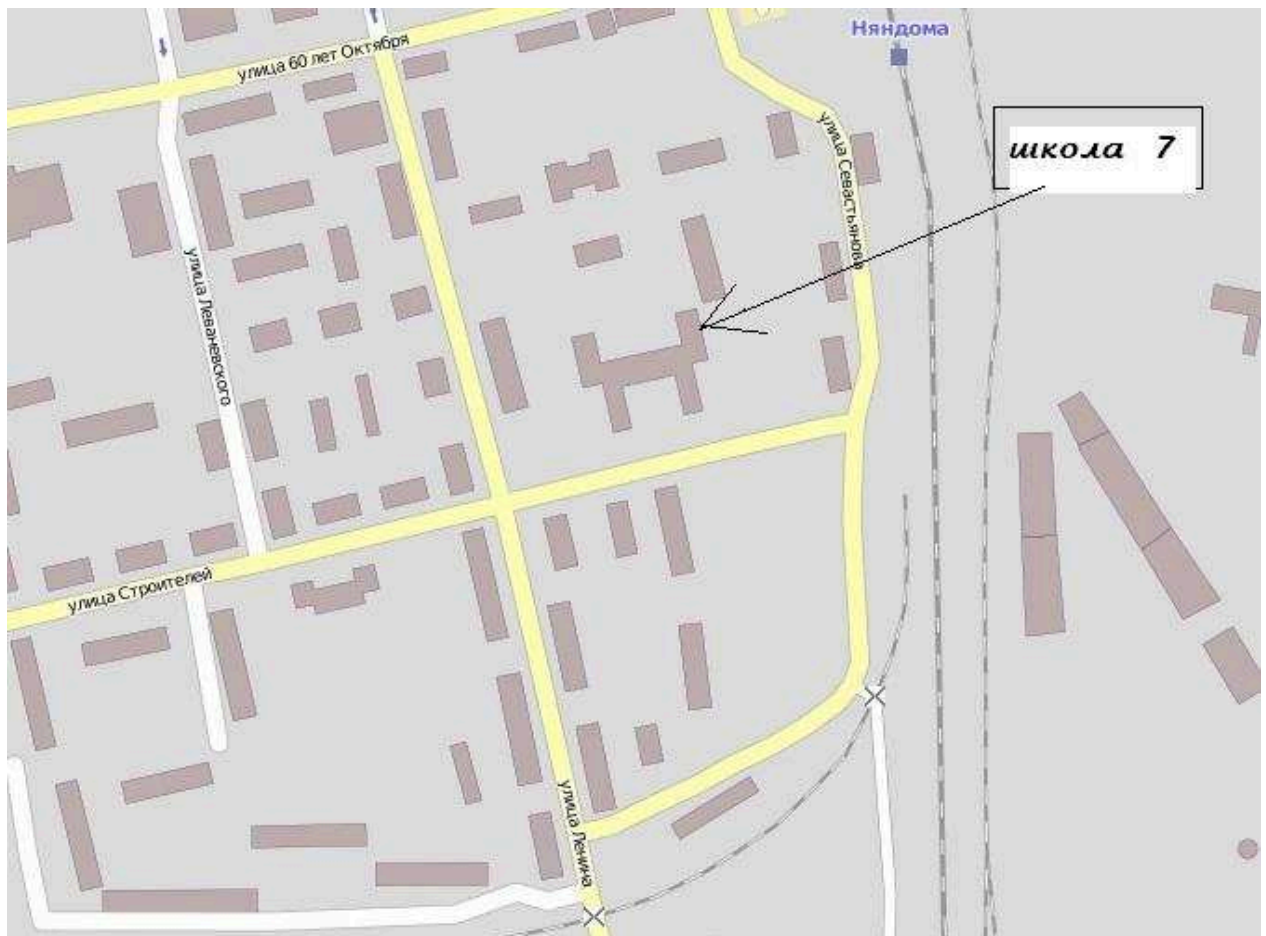 Няндома
улица 60 лет Октября
улица Севастьянова
школа 7
улица Леваневского
улица Строителей
улица Ленина